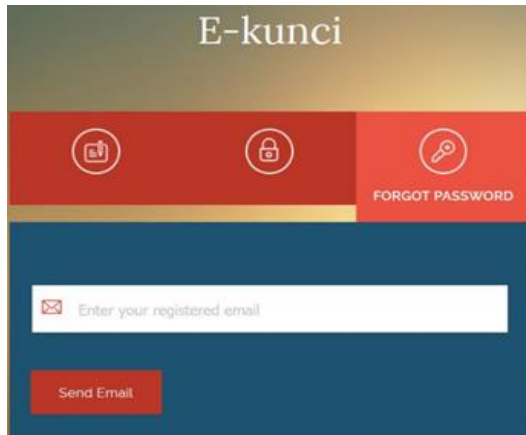 E-kunci
FORGOT PASSWORD
Enter your registered email
Send Email